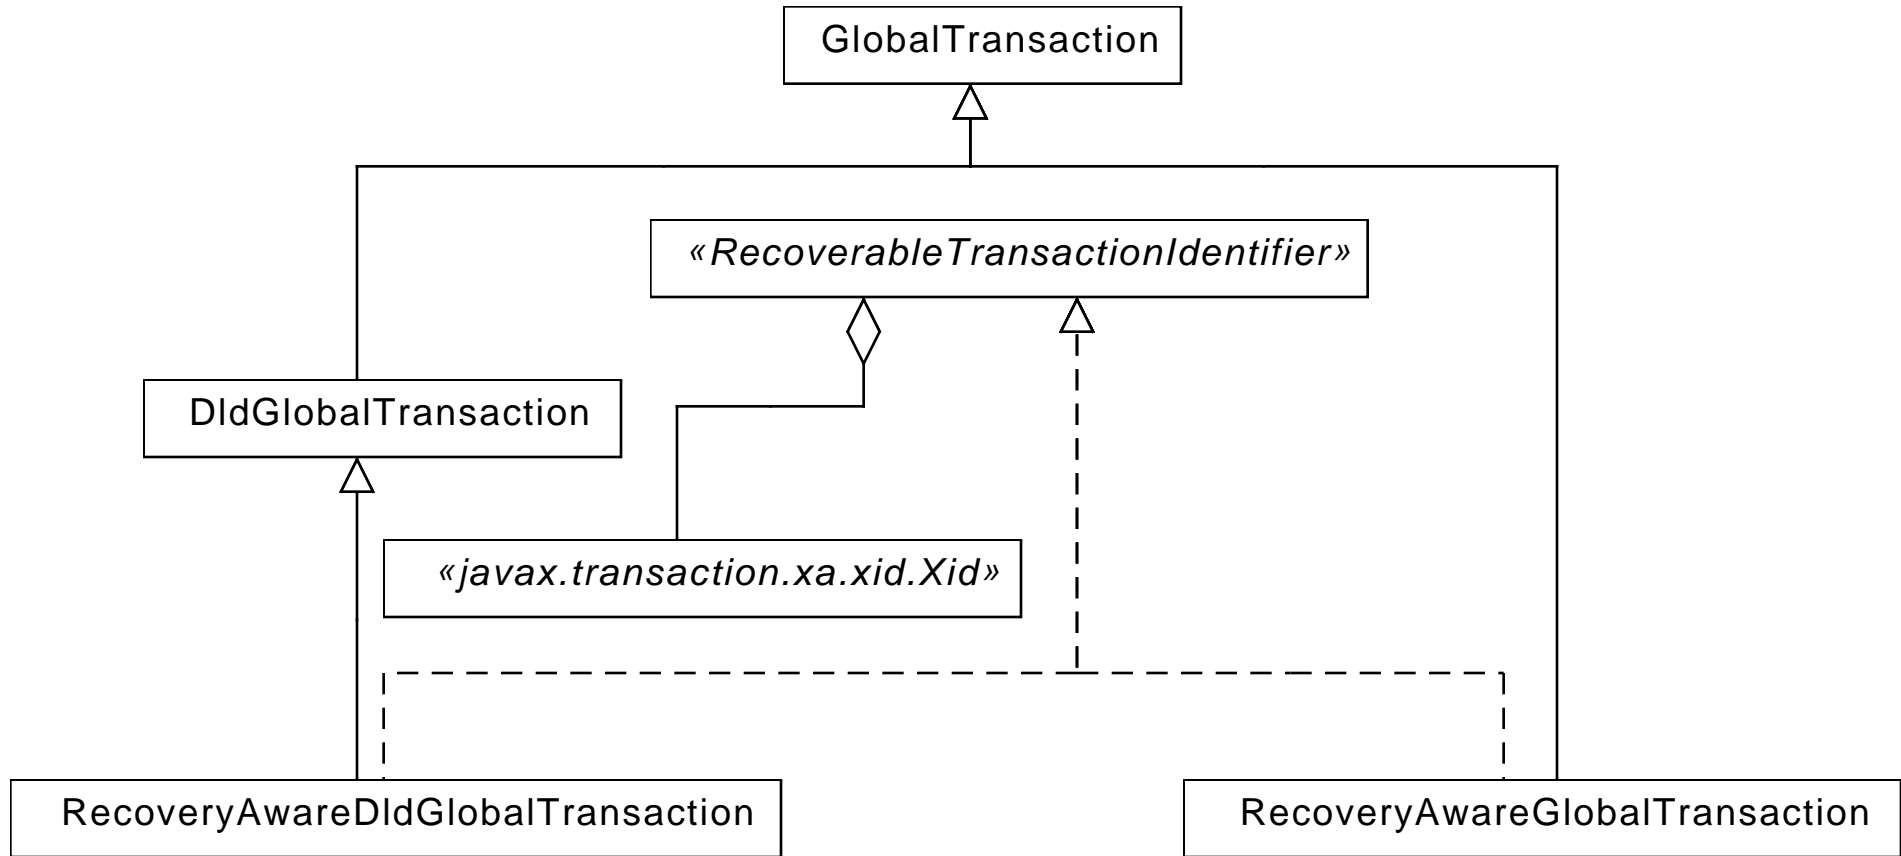 GlobalTransaction
«RecoverableTransactionIdentifier»
DldGlobalTransaction
«javax.transaction.xa.xid.Xid»
RecoveryAwareDldGlobalTransaction
RecoveryAwareGlobalTransaction